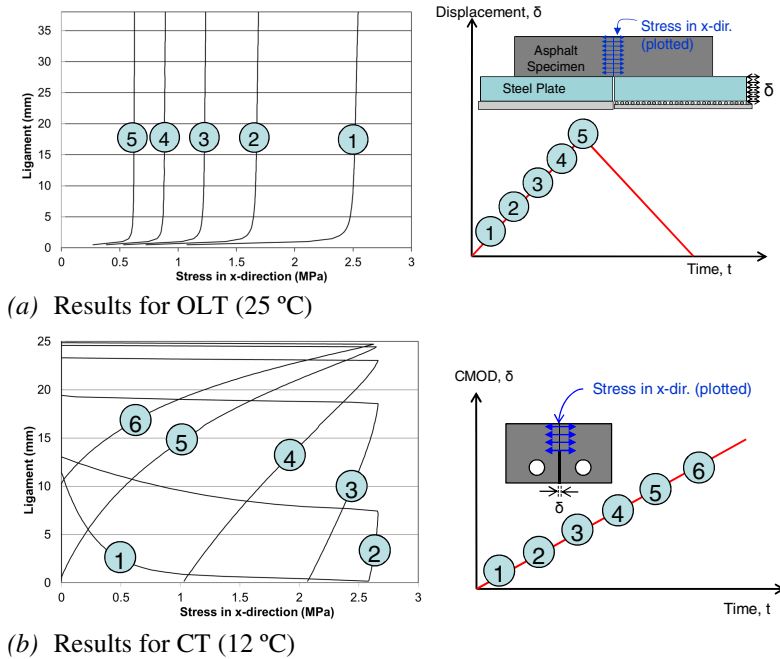 35
30
25
20
15
10
5
0
Ligament (mm)
5
4
3
2
1
0
0.5
1
1.5
2
2.5
3
Stress in x-direction (MPa)
Displacement, δ
Stress in x-dir.
(plotted)
Asphalt
Specimen
Steel Plate
δ
5
4
3
2
1
Time, t
(a) Results for OLT (25 ºC)
25
20
15
10
5
0
Ligament (mm)
6
5
4
3
2
1
0
0.5
1
1.5
2
2.5
3
Stress in x-direction (MPa)
CMOD, δ
Stress in x-dir. (plotted)
δ
6
5
4
3
2
1
Time, t
(b) Results for CT (12 ºC)